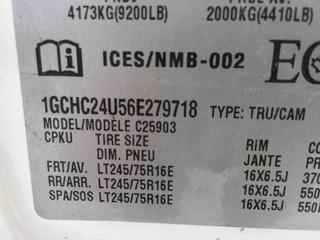 4173KG(9200LB) 2000KG(4410LB)
ICES/NMB-002
1GCHC24U56E279718 TYPE: TRU/CAM
MODEL/MODÈLE C25903
CPKU TIRE SIZE RIM
DIM. PNEU JANTE
FRT/AV. LT245/75R16E 16X6.5J
RR/ARR. LT245/75R16E 16X6.5J
SPA/SOS LT245/75R16E 16X6.5J